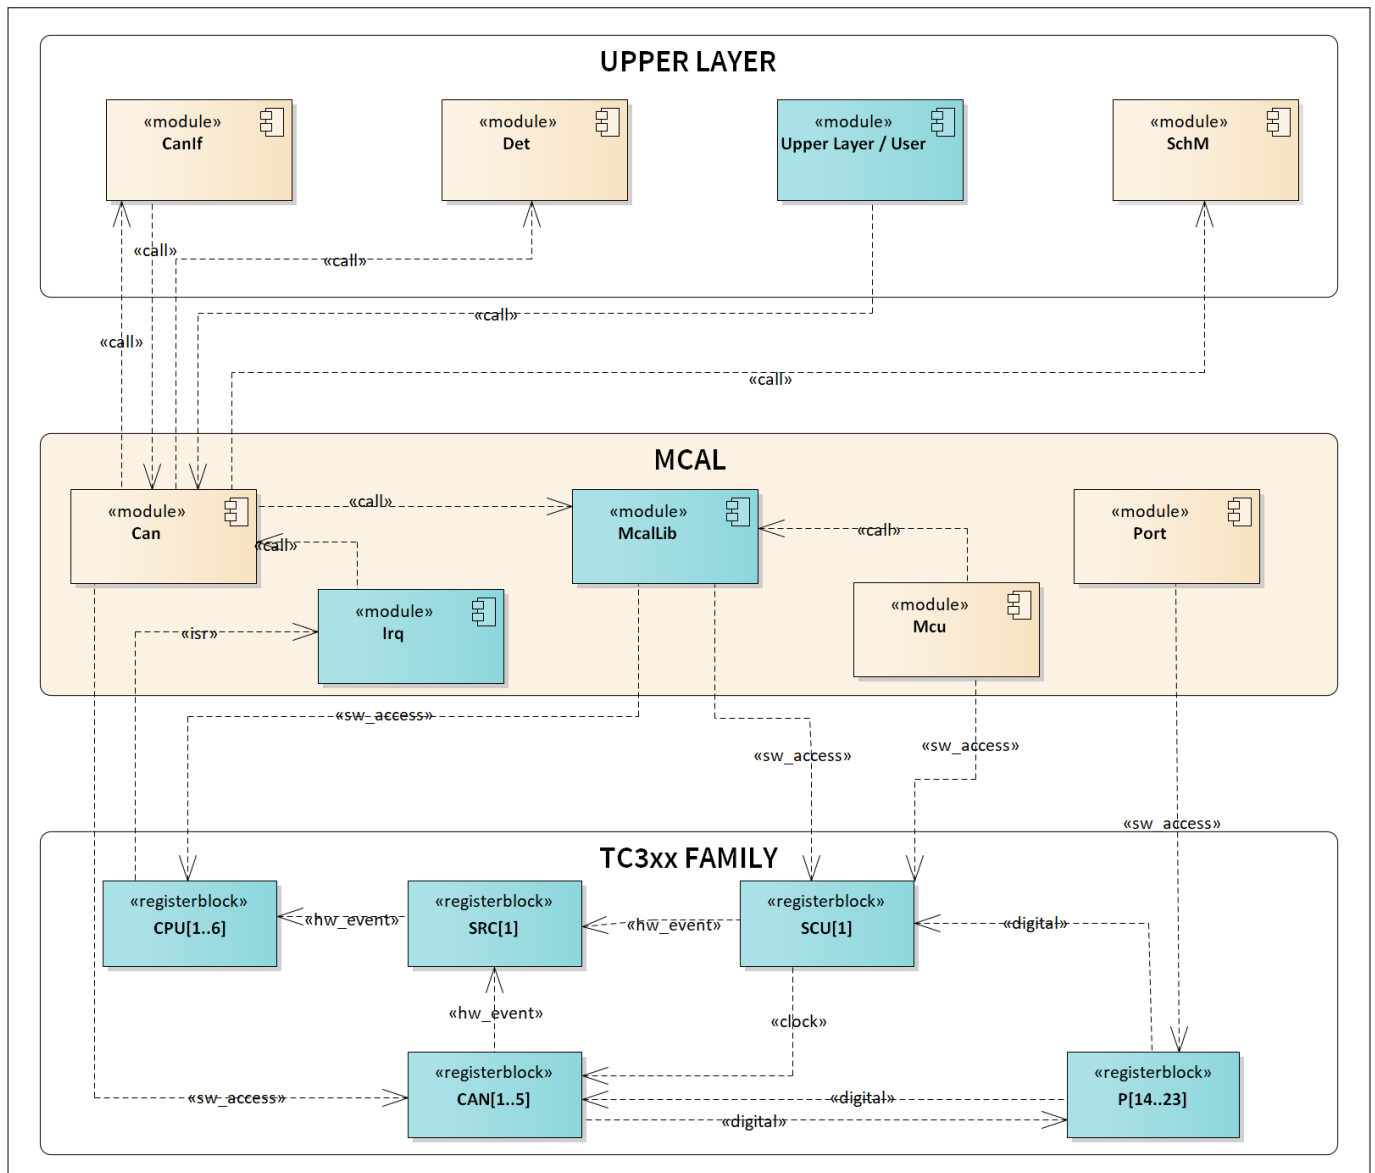 UPPER LAYER
«module»
CanIf
«module»
Det
«module»
Upper Layer / User
«module»
SchM
«call»
«call»
«call»
«call»
«call»
MCAL
«module»
Can
«call»
«module»
McalLib
«call»
«module»
Port
«call»
«module»
Irq
«module»
Mcu
«isr»
«sw_access»
«sw_access»
«sw_access»
«sw_access»
TC3xx FAMILY
«registerblock»
CPU[1..6]
«hw_event»
«registerblock»
SRC[1]
«hw_event»
«registerblock»
SCU[1]
«digital»
«hw_event»
«clock»
«sw_access»
«registerblock»
CAN[1..5]
«digital»
«digital»
«registerblock»
P[14..23]